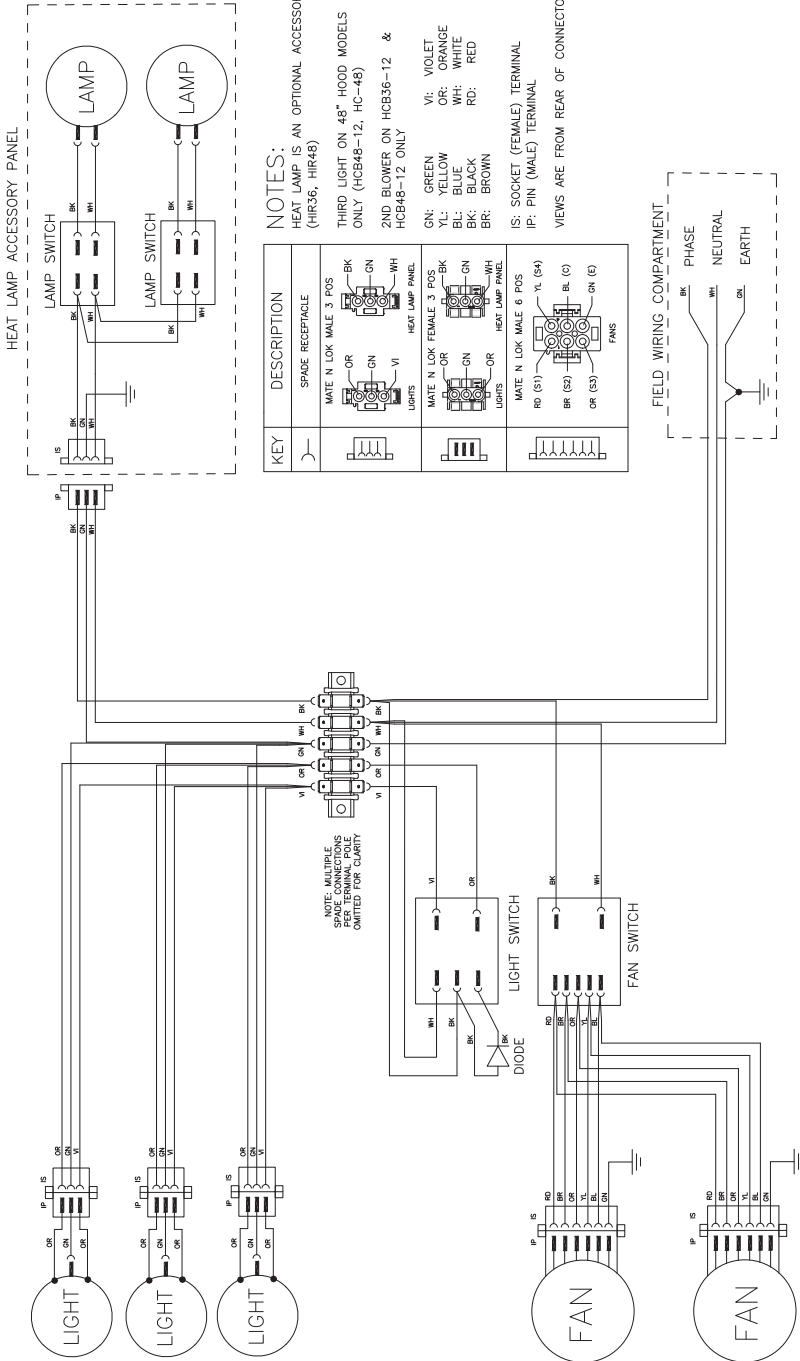 HEAT LAMP ACCESSORY PANEL
LAMP
LAMP
LAMP SWITCH
LAMP SWITCH
BK
WH
BK
WH
BK
WH
BK
WH
BK
GN
WH
IS
IP
BK
GN
WH
NOTES:
HEAT LAMP IS AN OPTIONAL ACCESSOR
(HIR36, HIR48)
THIRD LIGHT ON 48" HOOD MODELS
ONLY (HCB48-12, HC-48)
2ND BLOWER ON HCB36-12 &
HCB48-12 ONLY
GN: GREEN VI: VIOLET
YL: YELLOW OR: ORANGE
BL: BLUE WH: WHITE
BK: BLACK RD: RED
BR: BROWN
IS: SOCKET (FEMALE) TERMINAL
IP: PIN (MALE) TERMINAL
VIEWS ARE FROM REAR OF CONNECTO
KEY DESCRIPTION
SPADE RECEPTACLE
MATE N LOK MALE 3 POS
OR
GN
VI
LIGHTS
BK
GN
WH
HEAT LAMP PANEL
MATE N LOK FEMALE 3 POS
OR
GN
OR
LIGHTS
BK
GN
WH
HEAT LAMP PANEL
MATE N LOK MALE 6 POS
RD (S1)
BR (S2)
OR (S3)
YL (S4)
BL (C)
GN (E)
FANS
FIELD WIRING COMPARTMENT
BK
PHASE
WH
NEUTRAL
GN
EARTH
VI
OR
GN
WH
BK
VI
OR
WH
BK
NOTE: MULTIPLE
SPADE CONNECTIONS
PER TERMINAL POLE
OMITTED FOR CLARITY
LIGHT SWITCH
VI
OR
WH
BK
BK
BK
DIODE
FAN SWITCH
BK
WH
RD
BR
OR
YL
BL
LIGHT
OR
GN
OR
IP
IS
OR
GN
VI
LIGHT
OR
GN
OR
IP
IS
OR
GN
VI
LIGHT
OR
GN
OR
IP
IS
OR
GN
VI
FAN
IP
IS
RD
BR
OR
YL
BL
GN
FAN
IP
IS
RD
BR
OR
YL
BL
GN